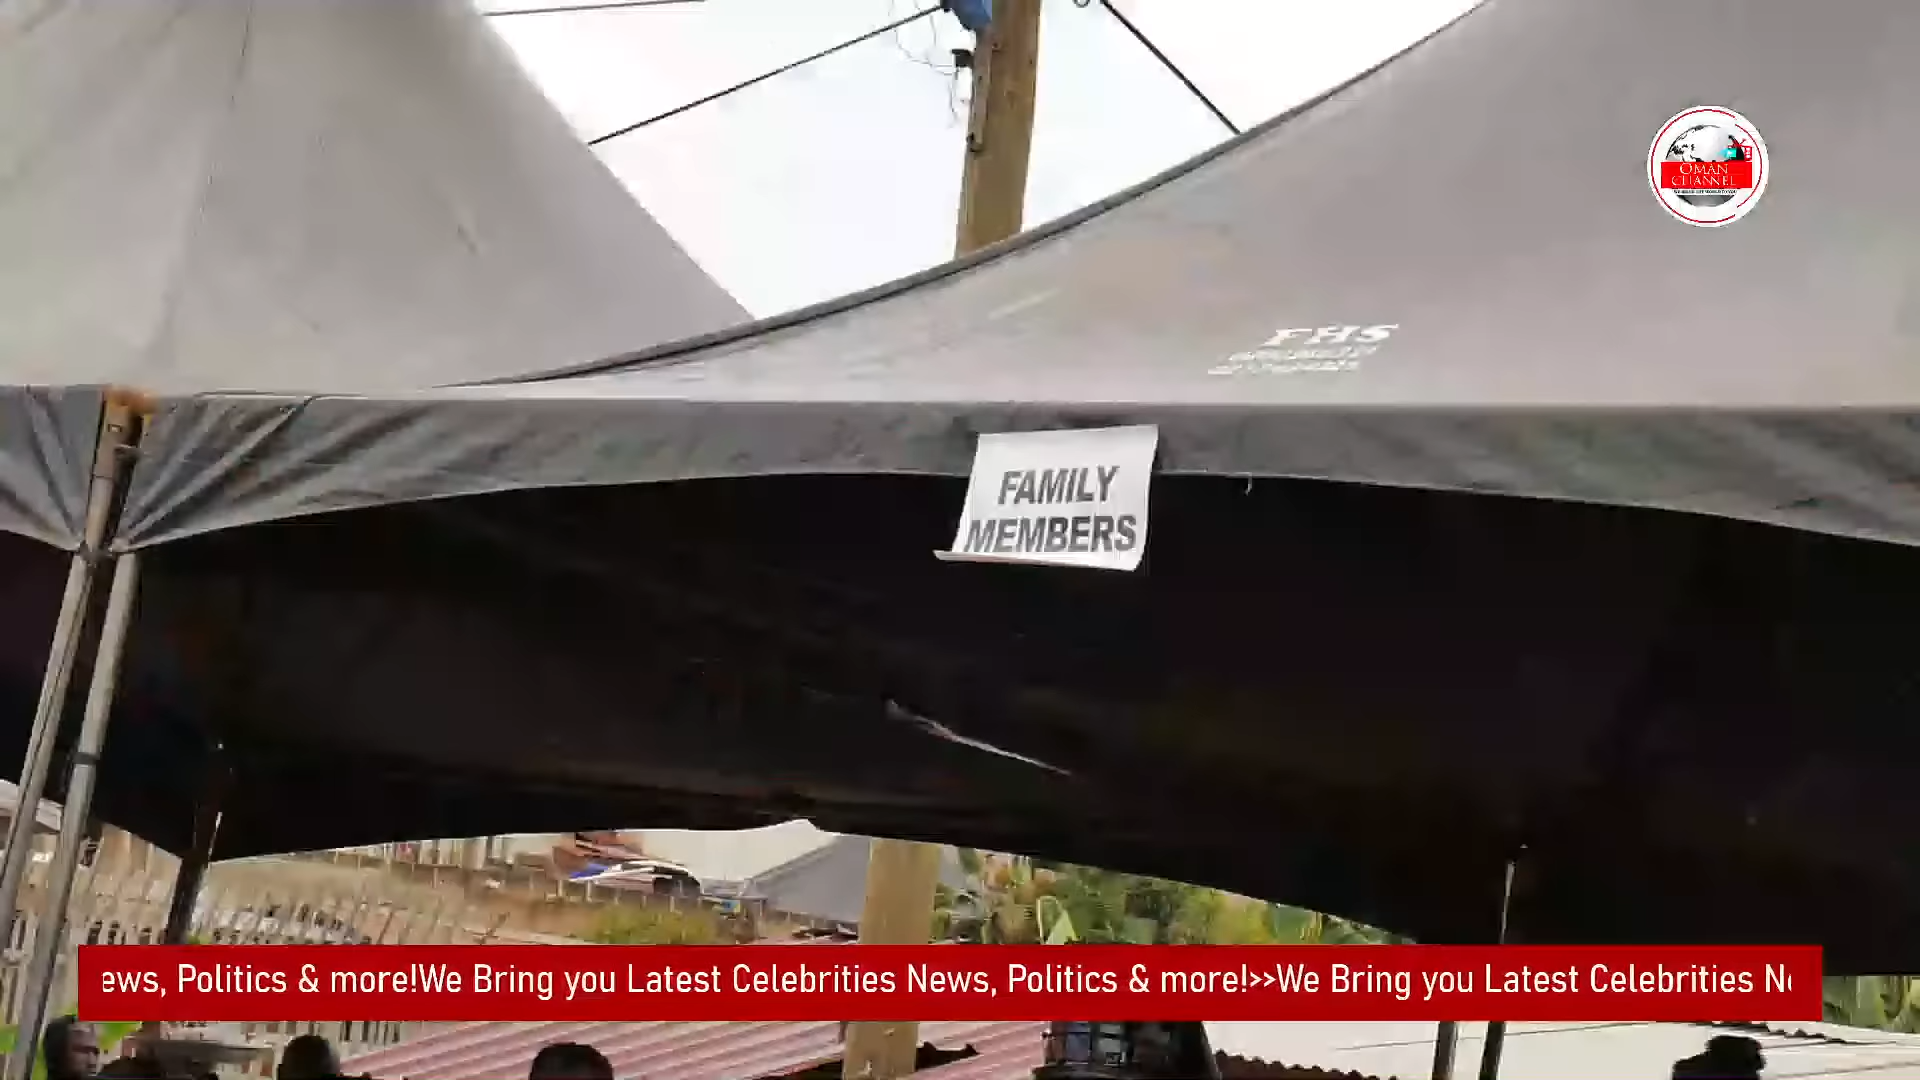 OMAN
CHANNEL
FHS
FAMILY
MEMBERS
ews, Politics & more!We Bring you Latest Celebrities News, Politics & more!>>We Bring you Latest Celebrities Ne